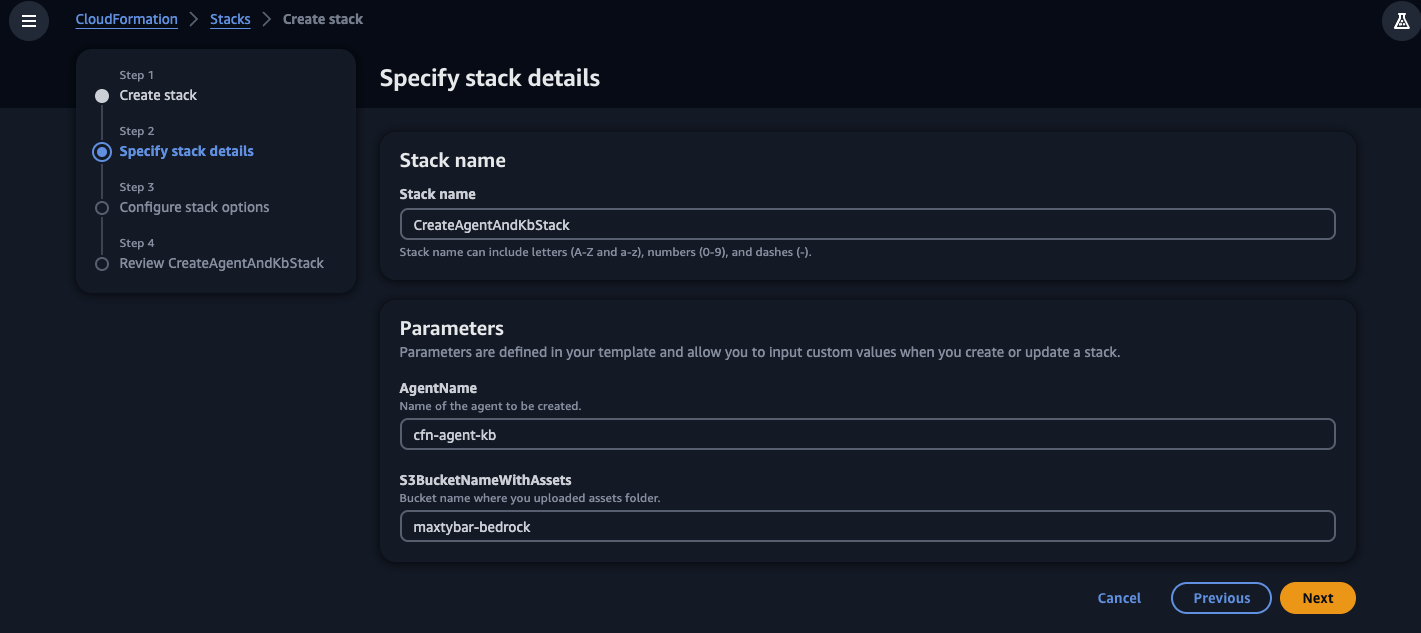 CloudFormation > Stacks > Create stack
Step 1
Create stack
Step 2
Specify stack details
Step 3
Configure stack options
Step 4
Review CreateAgentAndKbStack
Specify stack details
Stack name
Stack name
CreateAgentAndKbStack
Stack name can include letters (A-Z and a-z), numbers (0-9), and dashes (-).
Parameters
Parameters are defined in your template and allow you to input custom values when you create or update a stack.
AgentName
Name of the agent to be created.
cfn-agent-kb
S3BucketNameWithAssets
Bucket name where you uploaded assets folder.
maxtybar-bedrock
Cancel Previous Next